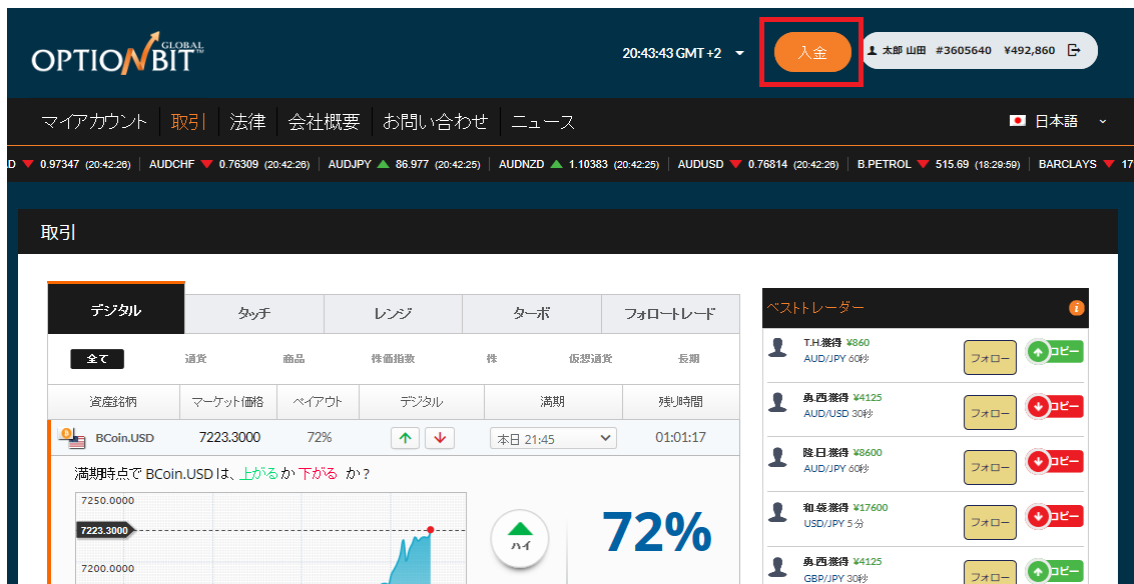 OPTION BIT™ GLOBAL
20:43:43 GMT +2
入金
太郎 山田 #3605640 ¥492,860
マイアカウント 取引 法律 会社概要 お問い合わせ ニュース
日本語
D ▼ 0.97347 (20:42:26) AUDCHF ▼ 0.76309 (20:42:26) AUDJPY ▲ 86.977 (20:42:25) AUDNZD ▲ 1.10383 (20:42:25) AUDUSD ▼ 0.76814 (20:42:26) B.PETROL ▼ 515.69 (18:29:59) BARCLAYS ▼ 17
取引
デジタル タッチ レンジ ターボ フォロートレード
全て 通貨 商品 株価指数 株 仮想通貨 長期
資産銘柄 マーケット価格 ペイアウト デジタル 満期 残り時間
BCoin.USD 7223.3000 72% 本日 21:45 01:01:17
満期時点で BCoin.USD は、上がる か 下がる か ?
7250.0000
7223.3000
7200.0000
ハイ
72%
ベストトレーダー
T.H.獲得 ¥860
AUD/JPY 60秒
フォロー コピー
勇.西 獲得 ¥4125
AUD/USD 30秒
フォロー コピー
隆.日.獲得 ¥8600
AUD/JPY 60秒
フォロー コピー
和.袋 獲得 ¥17600
USD/JPY 5 分
フォロー コピー
勇.西 獲得 ¥4125
GBP/JPY 30秒
フォロー コピー